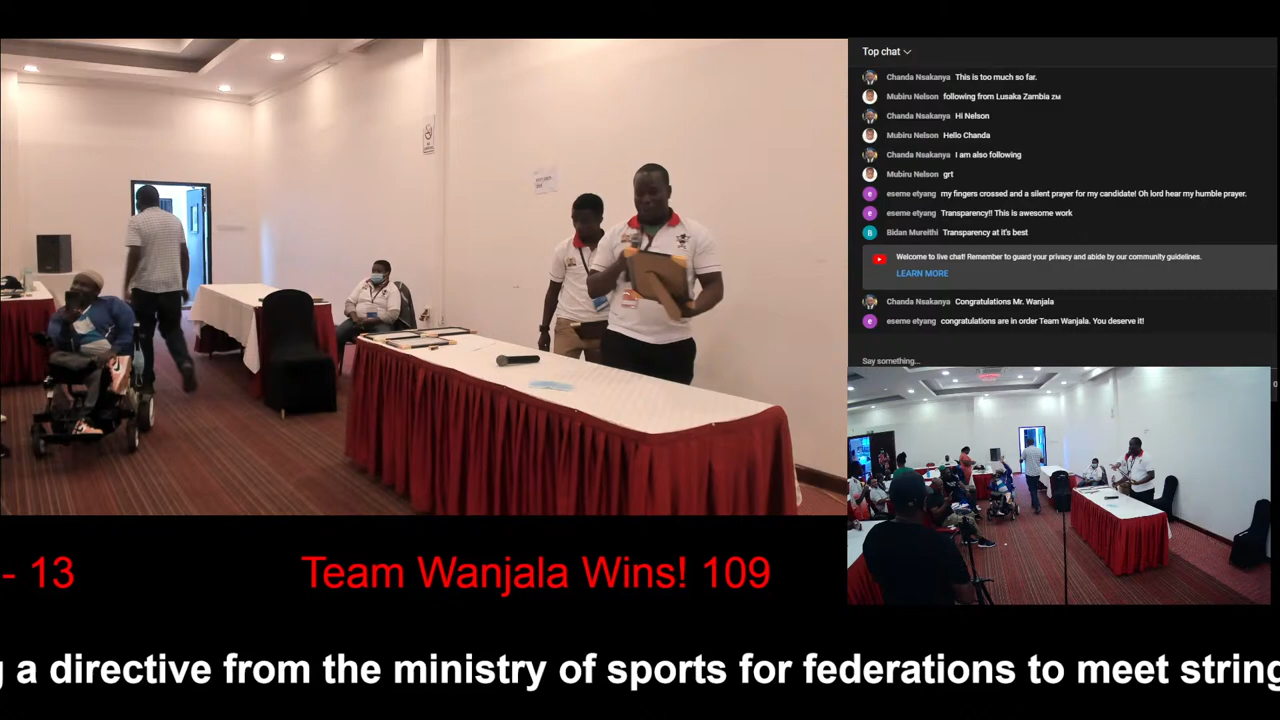 Top chat
Chanda Nsakanya This is too much so far.
Mubiru Nelson following from Lusaka Zambia ZM
Chanda Nsakanya Hi Nelson
Mubiru Nelson Hello Chanda
Chanda Nsakanya I am also following
Mubiru Nelson grt
e eseme etyang my fingers crossed and a silent prayer for my candidate! Oh lord hear my humble prayer.
e eseme etyang Transparency!! This is awesome work
B Bidan Mureithi Transparency at it's best
Welcome to live chat! Remember to guard your privacy and abide by our community guidelines.
LEARN MORE
Chanda Nsakanya Congratulations Mr. Wanjala
e eseme etyang congratulations are in order Team Wanjala. You deserve it!
Say something...
0
- 13 Team Wanjala Wins! 109
g a directive from the ministry of sports for federations to meet string